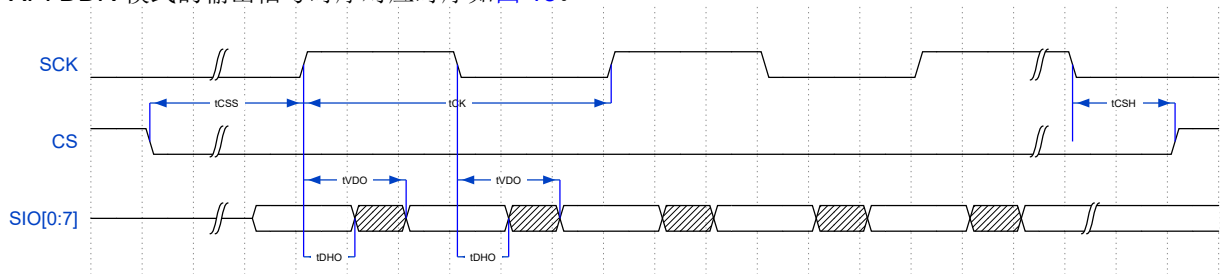 SCK
tCSS
tCK
tCSH
CS
tVDO
tVDO
SIO[0:7]
tDHO
tDHO